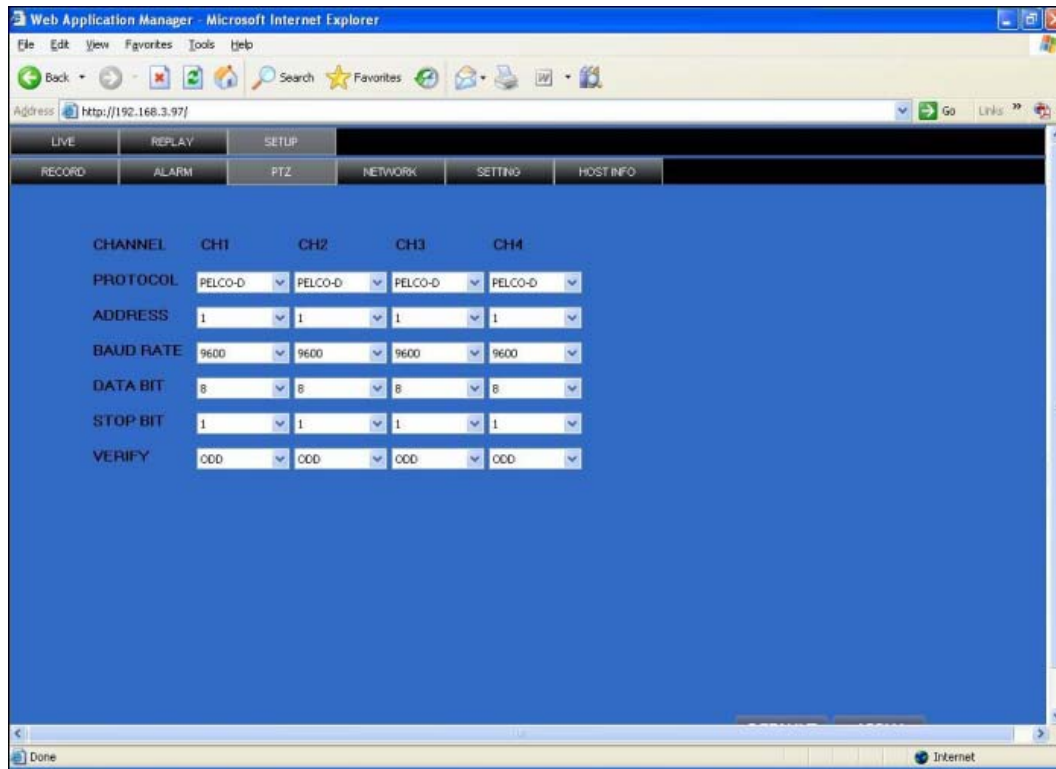 Web Application Manager - Microsoft Internet Explorer
File Edit View Favorites Tools Help
Back Search Favorites
Address http://192.168.3.97/ Go Links »
LIVE REPLAY SETUP
RECORD ALARM PTZ NETWORK SETTING HOST INFO
CHANNEL CH1 CH2 CH3 CH4
PROTOCOL PELCO-D PELCO-D PELCO-D PELCO-D
ADDRESS 1 1 1 1
BAUD RATE 9600 9600 9600 9600
DATA BIT 8 8 8 8
STOP BIT 1 1 1 1
VERIFY ODD ODD ODD ODD
Done Internet